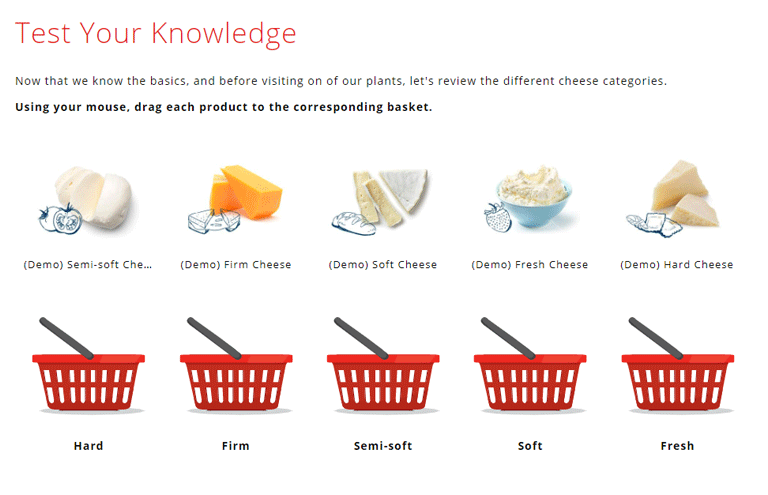 Test Your Knowledge
Now that we know the basics, and before visiting on of our plants, let's review the different cheese categories.
Using your mouse, drag each product to the corresponding basket.
(Demo) Semi-soft Che... (Demo) Firm Cheese (Demo) Soft Cheese (Demo) Fresh Cheese (Demo) Hard Cheese
Hard Firm Semi-soft Soft Fresh